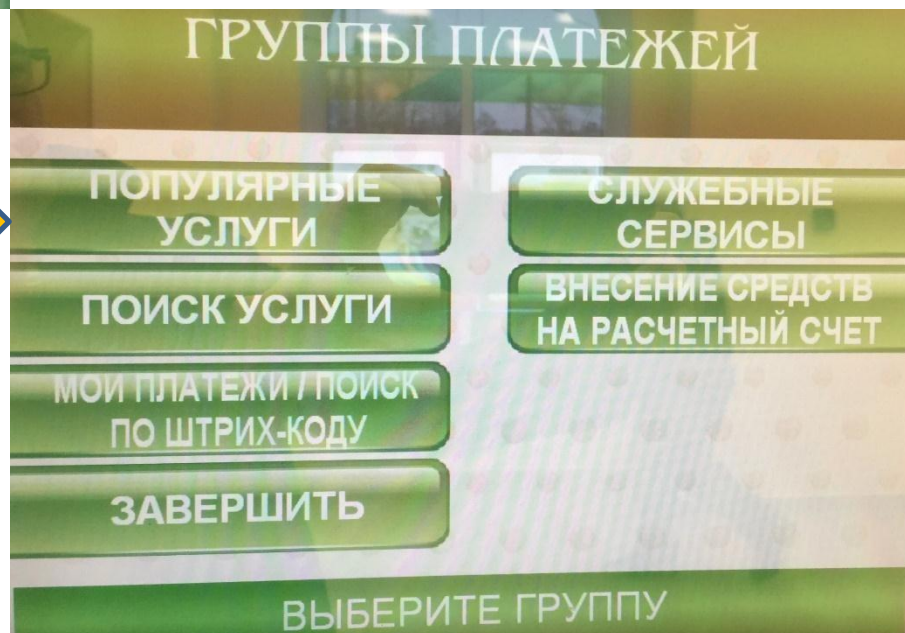 ГРУППЫ ПЛАТЕЖЕЙ
ПОПУЛЯРНЫЕ
УСЛУГИ
ПОИСК УСЛУГИ
МОИ ПЛАТЕЖИ / ПОИСК
ПО ШТРИХ-КОДУ
ЗАВЕРШИТЬ
СЛУЖЕБНЫЕ
СЕРВИСЫ
ВНЕСЕНИЕ СРЕДСТВ
НА РАСЧЕТНЫЙ СЧЕТ
ВЫБЕРИТЕ ГРУППУ